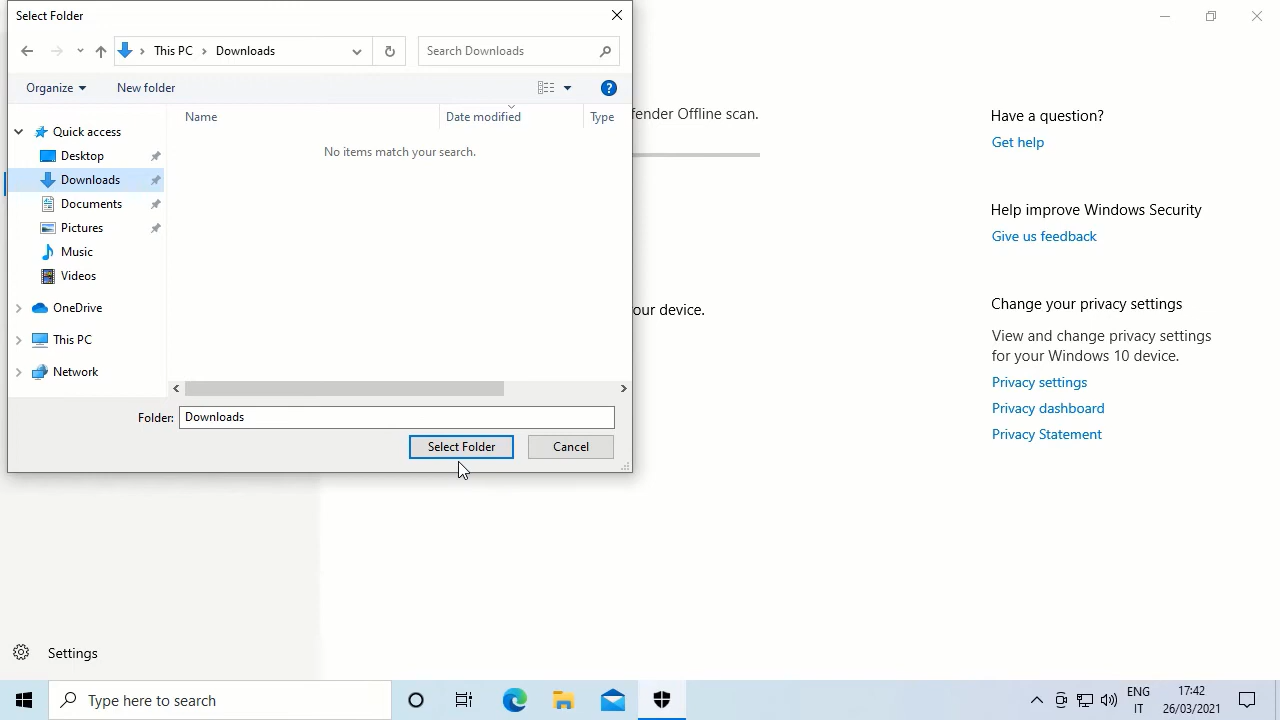 Select Folder
This PC
Downloads
Search Downloads
Organize
New folder
?
Name
Date modified
Type
No items match your search.
Quick access
Desktop
Downloads
Documents
Pictures
Music
Videos
OneDrive
This PC
Network
Folder:
Downloads
Select Folder
Cancel
fender Offline scan.
our device.
Have a question?
Get help
Help improve Windows Security
Give us feedback
Change your privacy settings
View and change privacy settings
for your Windows 10 device.
Privacy settings
Privacy dashboard
Privacy Statement
Settings
Type here to search
ENG
IT
17:42
26/03/2021